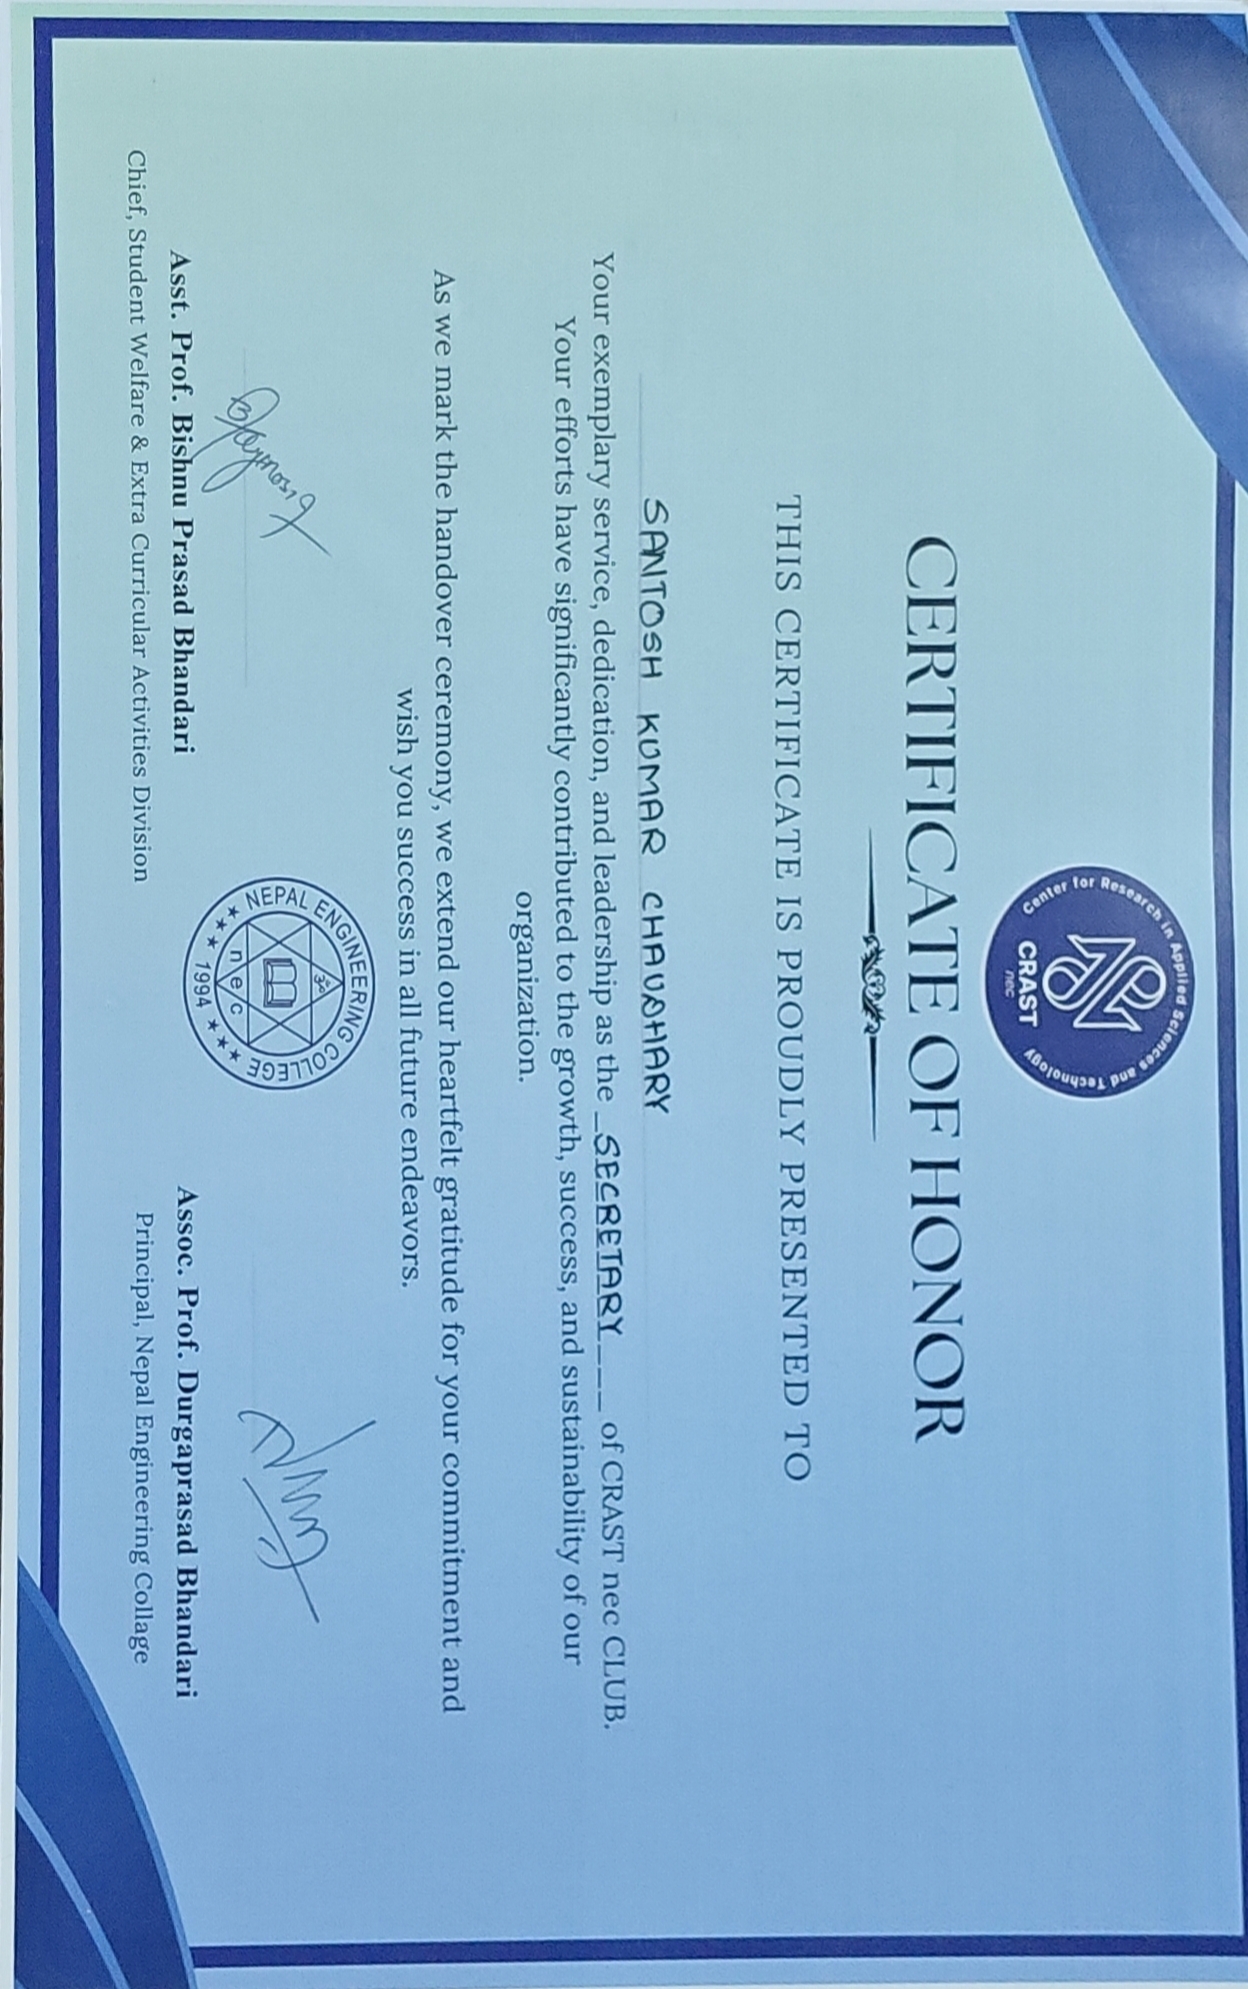 Center for Research in Applied Sciences and Technology
CRAST
nec
CERTIFICATE OF HONOR
THIS CERTIFICATE IS PROUDLY PRESENTED TO
SANTOSH KUMAR CHAUDHARY
Your exemplary service, dedication, and leadership as the _SECRETARY___ of CRAST nec CLUB.
Your efforts have significantly contributed to the growth, success, and sustainability of our
organization.
As we mark the handover ceremony, we extend our heartfelt gratitude for your commitment and
wish you success in all future endeavors.
NEPAL ENGINEERING COLLEGE
ॐ
n e c
1994
Asst. Prof. Bishnu Prasad Bhandari
Chief, Student Welfare & Extra Curricular Activities Division
Assoc. Prof. Durgaprasad Bhandari
Principal, Nepal Engineering Collage